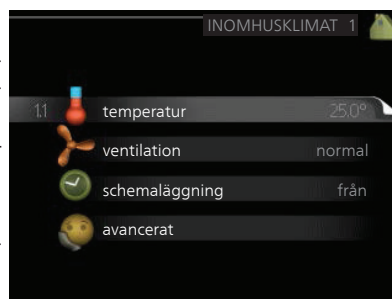 INOMHUSKLIMAT 1
1.1 temperatur 25.0°
ventilation normal
schemaläggning från
avancerat